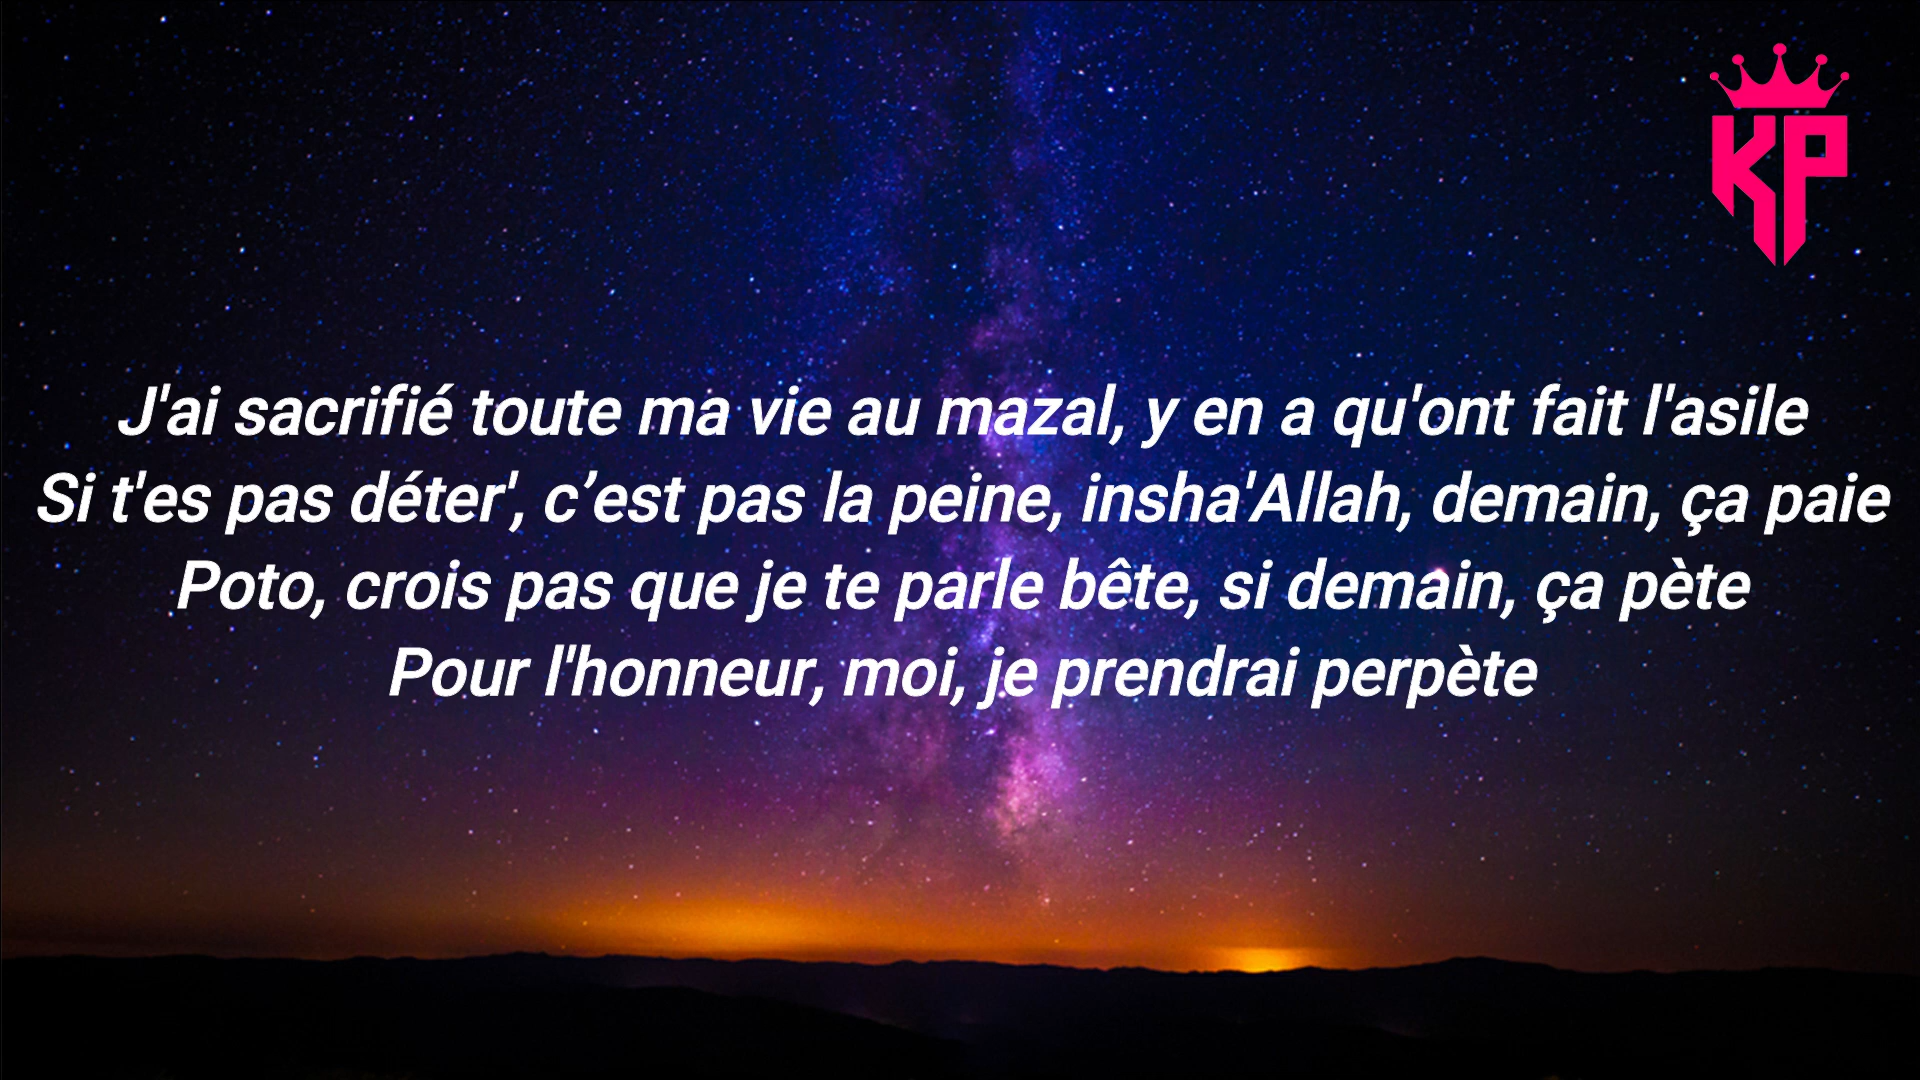 KP
J'ai sacrifié toute ma vie au mazal, y en a qu'ont fait l'asile
Si t'es pas déter', c’est pas la peine, insha'Allah, demain, ça paie
Poto, crois pas que je te parle bête, si demain, ça pète
Pour l'honneur, moi, je prendrai perpète